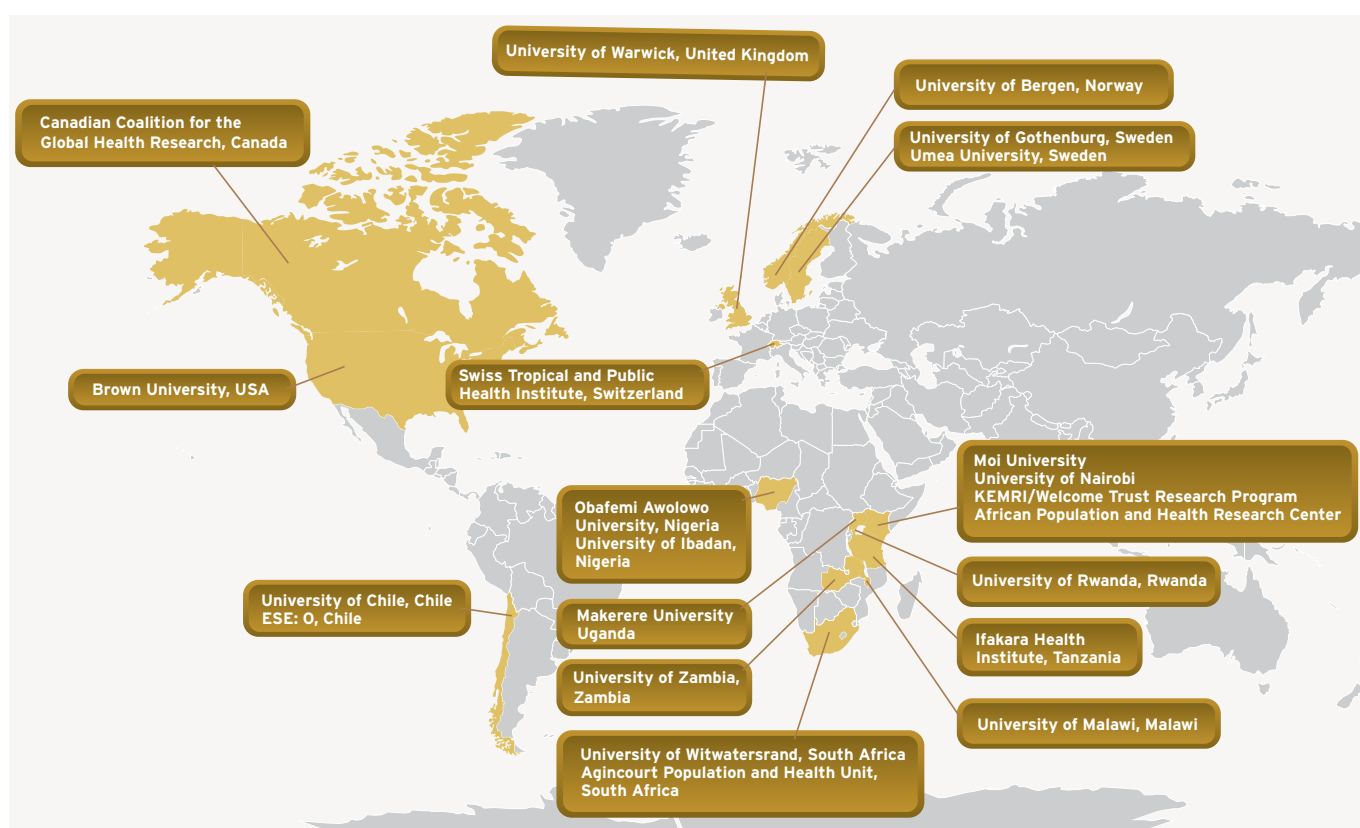 University of Warwick, United Kingdom
University of Bergen, Norway
Canadian Coalition for the
Global Health Research, Canada
University of Gothenburg, Sweden
Umea University, Sweden
Brown University, USA
Swiss Tropical and Public
Health Institute, Switzerland
Moi University
University of Nairobi
KEMRI/Welcome Trust Research Program
African Population and Health Research Center
Obafemi Awolowo
University, Nigeria
University of Ibadan,
Nigeria
University of Rwanda, Rwanda
University of Chile, Chile
ESE: O, Chile
Makerere University
Uganda
Ifakara Health
Institute, Tanzania
University of Zambia,
Zambia
University of Malawi, Malawi
University of Witwatersrand, South Africa
Agincourt Population and Health Unit,
South Africa